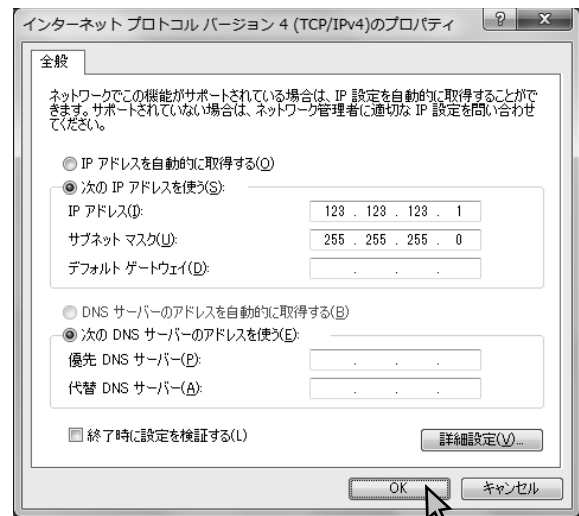 インターネット プロトコル バージョン 4 (TCP/IPv4)のプロパティ
全般
ネットワークでこの機能がサポートされている場合は、IP 設定を自動的に取得することがで
きます。サポートされていない場合は、ネットワーク管理者に適切な IP 設定を問い合わせ
てください。
IP アドレスを自動的に取得する(O)
次の IP アドレスを使う(S):
IP アドレス(I): 123 . 123 . 123 . 1
サブネット マスク(U): 255 . 255 . 255 . 0
デフォルト ゲートウェイ(D): . . .
DNS サーバーのアドレスを自動的に取得する(B)
次の DNS サーバーのアドレスを使う(E):
優先 DNS サーバー(P): . . .
代替 DNS サーバー(A): . . .
終了時に設定を検証する(L)
詳細設定(V)...
OK キャンセル